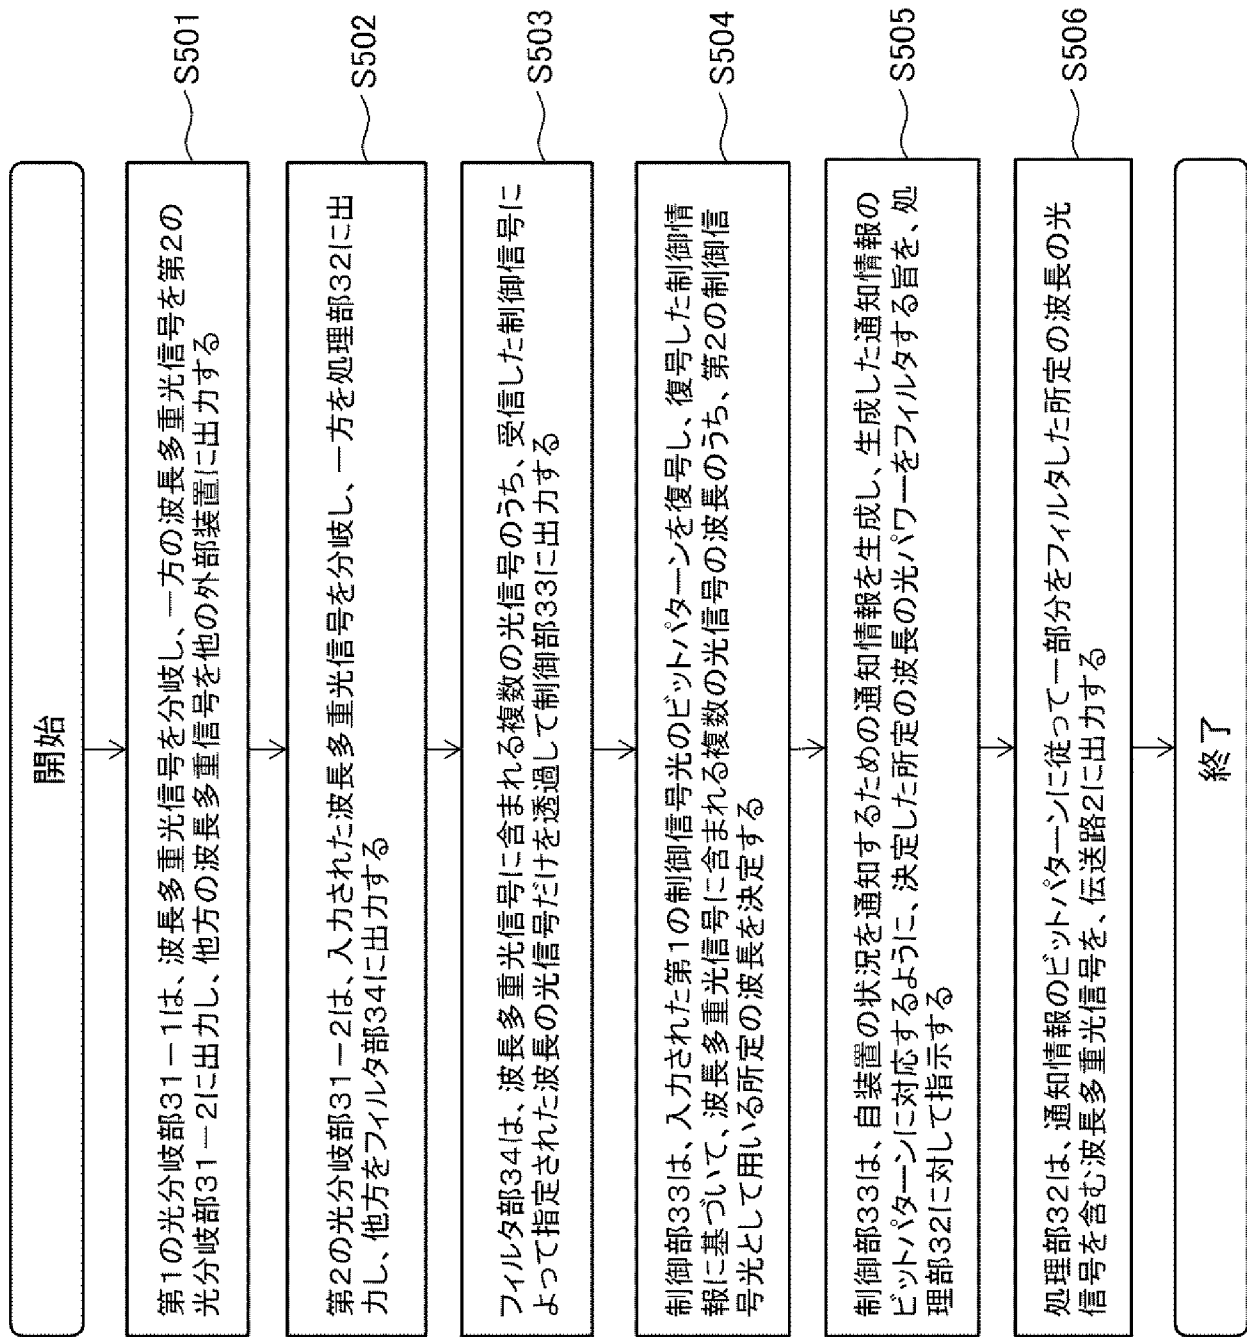 開始
第1の光分岐部31－1は、波長多重光信号を分岐し、一方の波長多重光信号を第2の
光分岐部31－2に出力し、他方の波長多重信号を他の外部装置に出力する
S501
第2の光分岐部31－2は、入力された波長多重光信号を分岐し、一方を処理部32に出
力し、他方をフィルタ部34に出力する
S502
フィルタ部34は、波長多重光信号に含まれる複数の光信号のうち、受信した制御信号に
よって指定された波長の光信号だけを透過して制御部33に出力する
S503
制御部33は、入力された第1の制御信号光のビットパターンを復号し、復号した制御情
報に基づいて、波長多重光信号に含まれる複数の光信号の波長のうち、第2の制御信
号光として用いる所定の波長を決定する
S504
制御部33は、自装置の状況を通知するための通知情報を生成し、生成した通知情報の
ビットパターンに対応するように、決定した所定の波長の光パワーをフィルタする旨を、処
理部32に対して指示する
S505
処理部32は、通知情報のビットパターンに従って一部分をフィルタした所定の波長の光
信号を含む波長多重光信号を、伝送路2に出力する
S506
終了